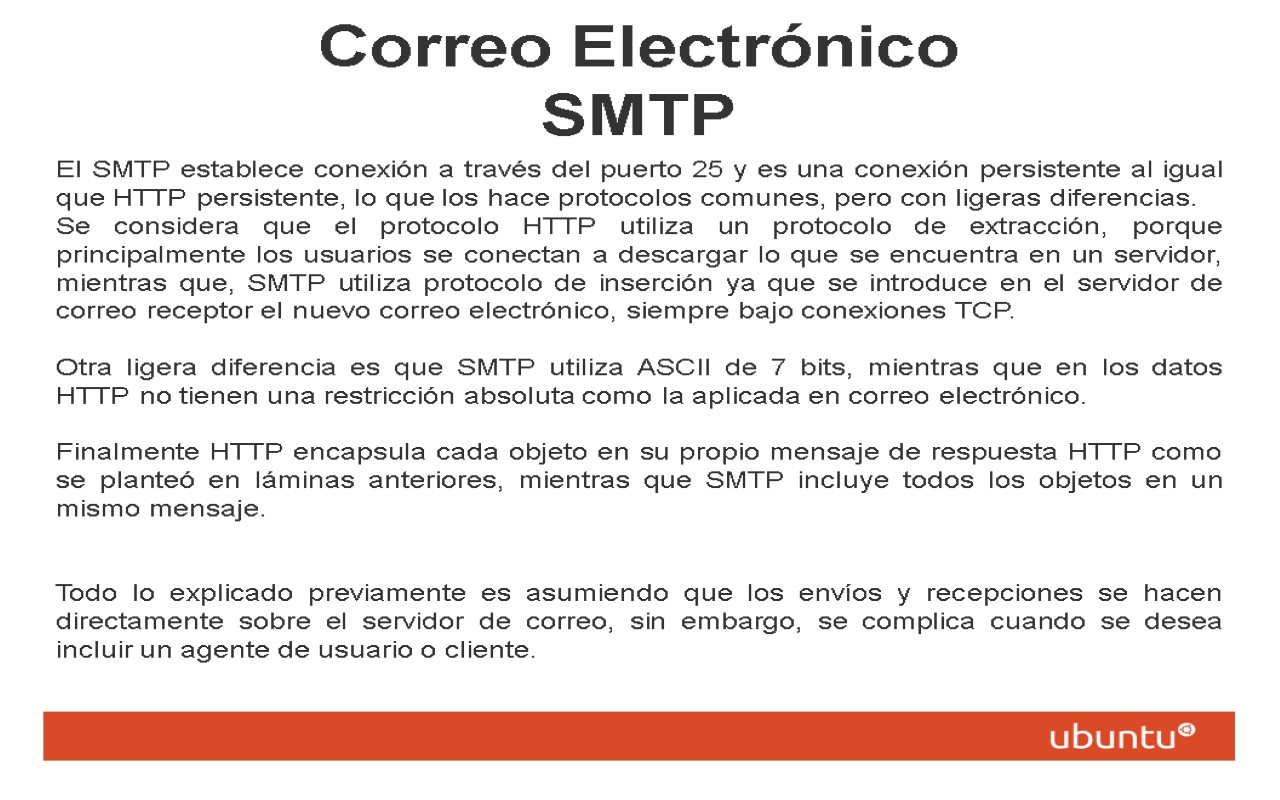 Correo Electrónico
SMTP
El SMTP establece conexión a través del puerto 25 y es una conexión persistente al igual
que HTTP persistente, lo que los hace protocolos comunes, pero con ligeras diferencias.
Se considera que el protocolo HTTP utiliza un protocolo de extracción, porque
principalmente los usuarios se conectan a descargar lo que se encuentra en un servidor,
mientras que, SMTP utiliza protocolo de inserción ya que se introduce en el servidor de
correo receptor el nuevo correo electrónico, siempre bajo conexiones TCP.
Otra ligera diferencia es que SMTP utiliza ASCII de 7 bits, mientras que en los datos
HTTP no tienen una restricción absoluta como la aplicada en correo electrónico.
Finalmente HTTP encapsula cada objeto en su propio mensaje de respuesta HTTP como
se planteó en láminas anteriores, mientras que SMTP incluye todos los objetos en un
mismo mensaje.
Todo lo explicado previamente es asumiendo que los envíos y recepciones se hacen
directamente sobre el servidor de correo, sin embargo, se complica cuando se desea
incluir un agente de usuario o cliente.
ubuntu